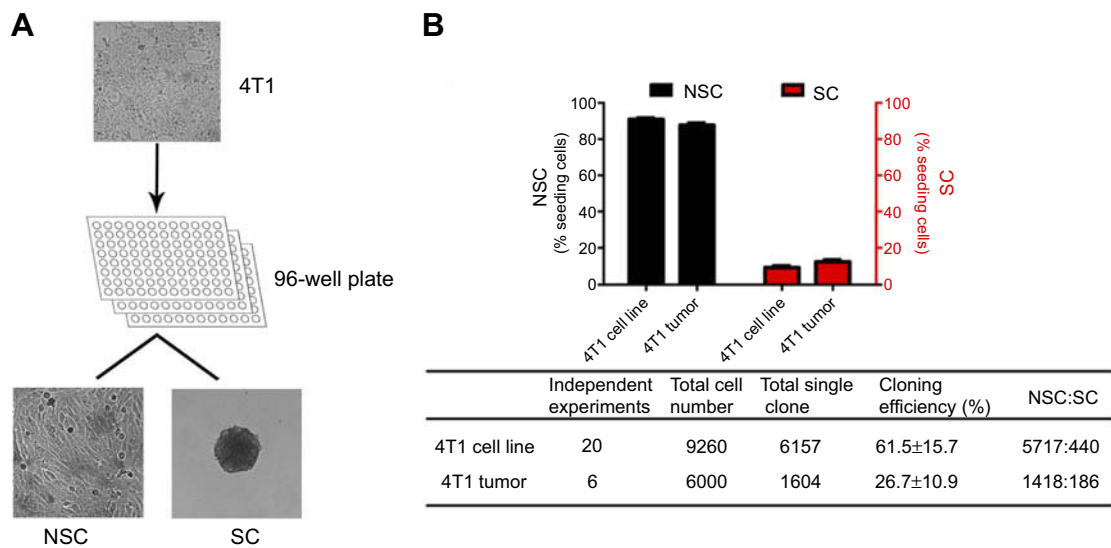 A
4T1
96-well plate
NSC
SC
B
NSC
SC
NSC
(% seeding cells)
100
80
60
40
20
0
100
80
60
40
20
0
SC
(% seeding cells)
4T1 cell line
4T1 tumor
4T1 cell line
4T1 tumor
Independent experiments
Total cell number
Total single clone
Cloning efficiency (%)
NSC:SC
4T1 cell line 20 9260 6157 61.5±15.7 5717:440
4T1 tumor 6 6000 1604 26.7±10.9 1418:186